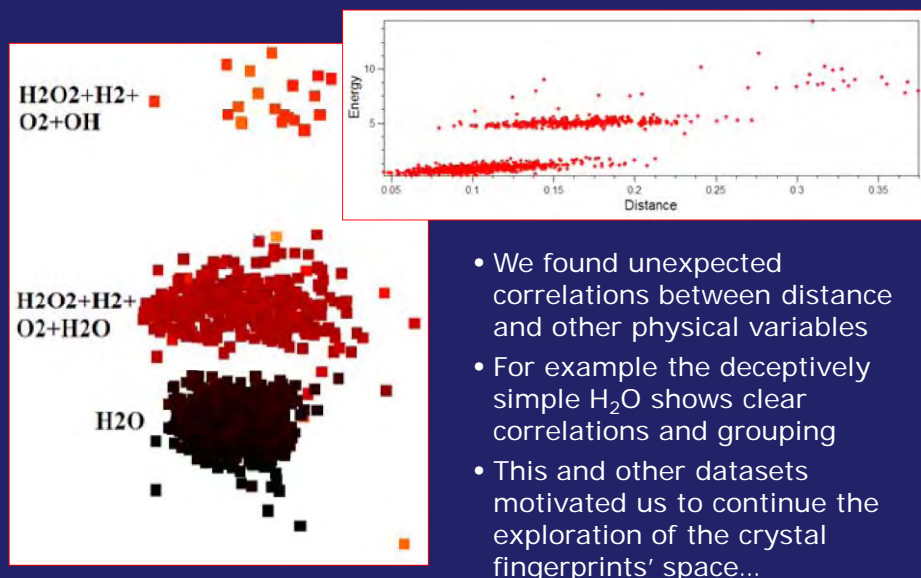 H2O2+H2+
O2+OH
H2O2+H2+
O2+H2O
H2O
Energy
10
5
0.05
0.1
0.15
0.2
0.25
0.3
0.35
Distance
• We found unexpected
correlations between distance
and other physical variables
• For example the deceptively
simple H₂O shows clear
correlations and grouping
• This and other datasets
motivated us to continue the
exploration of the crystal
fingerprints' space...